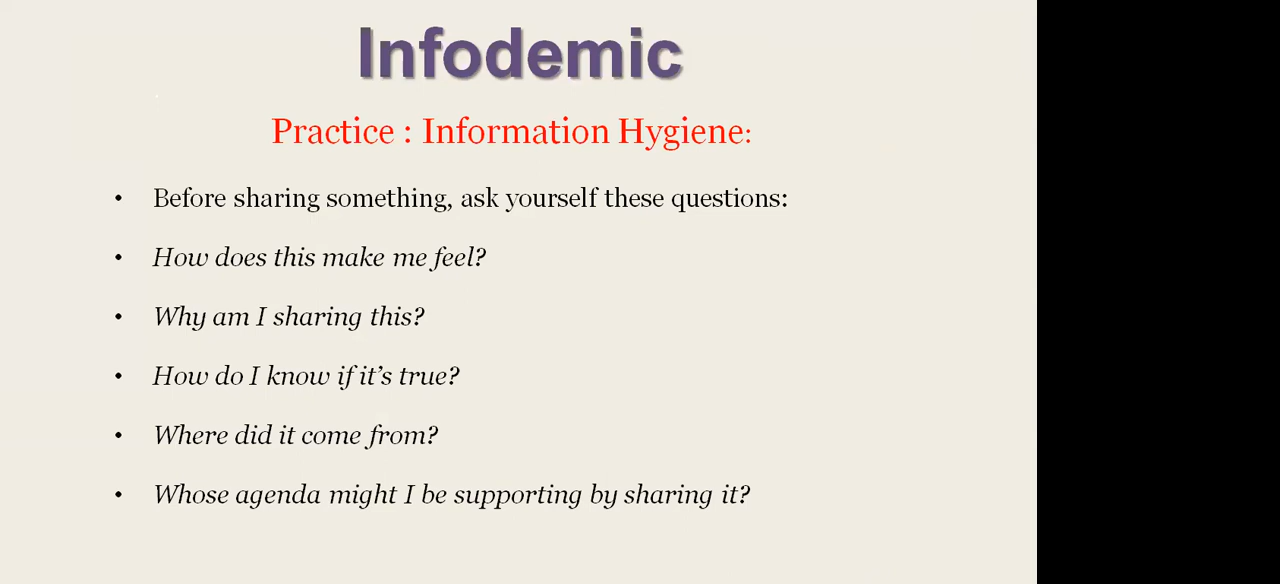 Infodemic
Practice : Information Hygiene:
• Before sharing something, ask yourself these questions:
• How does this make me feel?
• Why am I sharing this?
• How do I know if it’s true?
• Where did it come from?
• Whose agenda might I be supporting by sharing it?